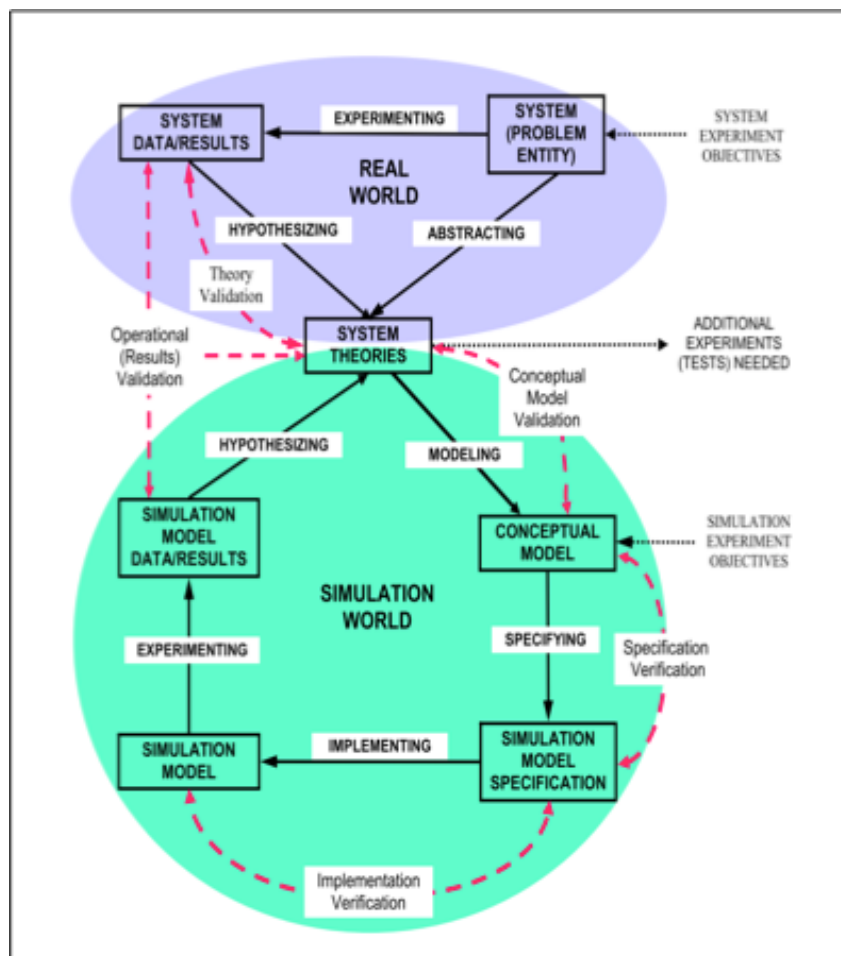 SYSTEM
DATA/RESULTS
EXPERIMENTING
SYSTEM
(PROBLEM
ENTITY)
SYSTEM
EXPERIMENT
OBJECTIVES
REAL
WORLD
HYPOTHESIZING
ABSTRACTING
Theory
Validation
Operational
(Results)
Validation
SYSTEM
THEORIES
ADDITIONAL
EXPERIMENTS
(TESTS) NEEDED
Conceptual
Model
Validation
HYPOTHESIZING
MODELING
SIMULATION
MODEL
DATA/RESULTS
CONCEPTUAL
MODEL
SIMULATION
EXPERIMENT
OBJECTIVES
SIMULATION
WORLD
EXPERIMENTING
SPECIFYING
Specification
Verification
SIMULATION
MODEL
IMPLEMENTING
SIMULATION
MODEL
SPECIFICATION
Implementation
Verification